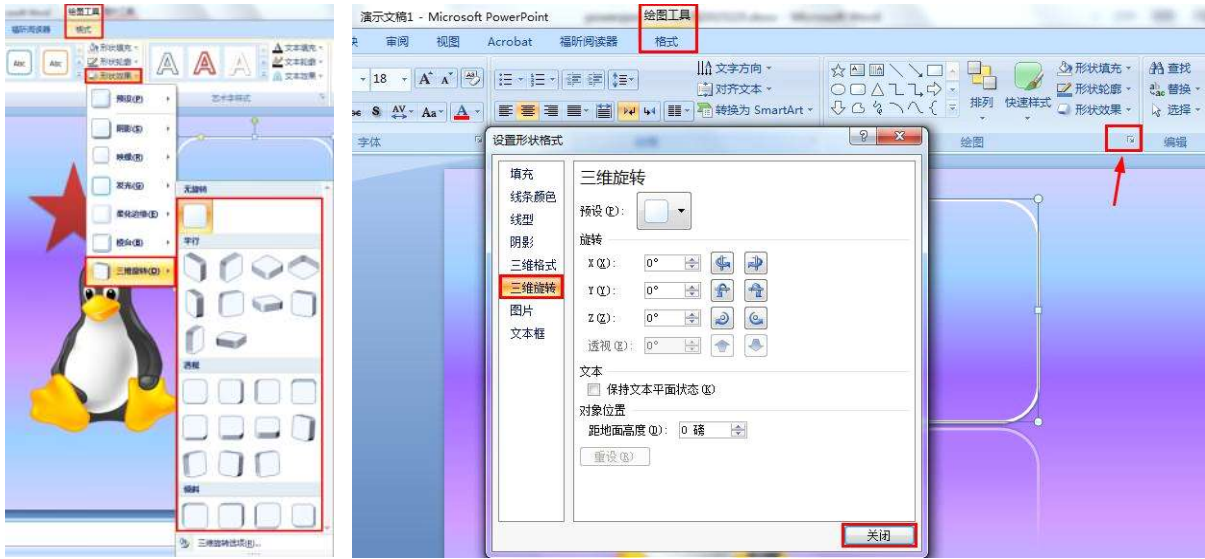 绘图工具
福昕阅读器 格式
Abc Abc
形状填充
形状轮廓
形状效果
A A A
A 文本填充
文本轮廓
A 文本效果
艺术字样式
预设(P)
阴影(S)
映像(R)
发光(G)
柔化边缘(E)
棱台(B)
三维旋转(D)
无旋转
平行
透视
倾斜
三维旋转选项(R)...
演示文稿1 - Microsoft PowerPoint
绘图工具
审阅 视图 Acrobat 福昕阅读器 格式
18 A A
S AV Aa A
字体
文字方向
对齐文本
转换为 SmartArt
排列 快速样式
形状填充
形状轮廓
形状效果
绘图
查找
替换
选择
编辑
设置形状格式
填充
线条颜色
线型
阴影
三维格式
三维旋转
图片
文本框
三维旋转
预设(P):
旋转
X(X): 0°
Y(Y): 0°
Z(Z): 0°
透视(E): 0°
文本
保持文本平面状态(K)
对象位置
距地面高度(D): 0 磅
重设(R)
关闭